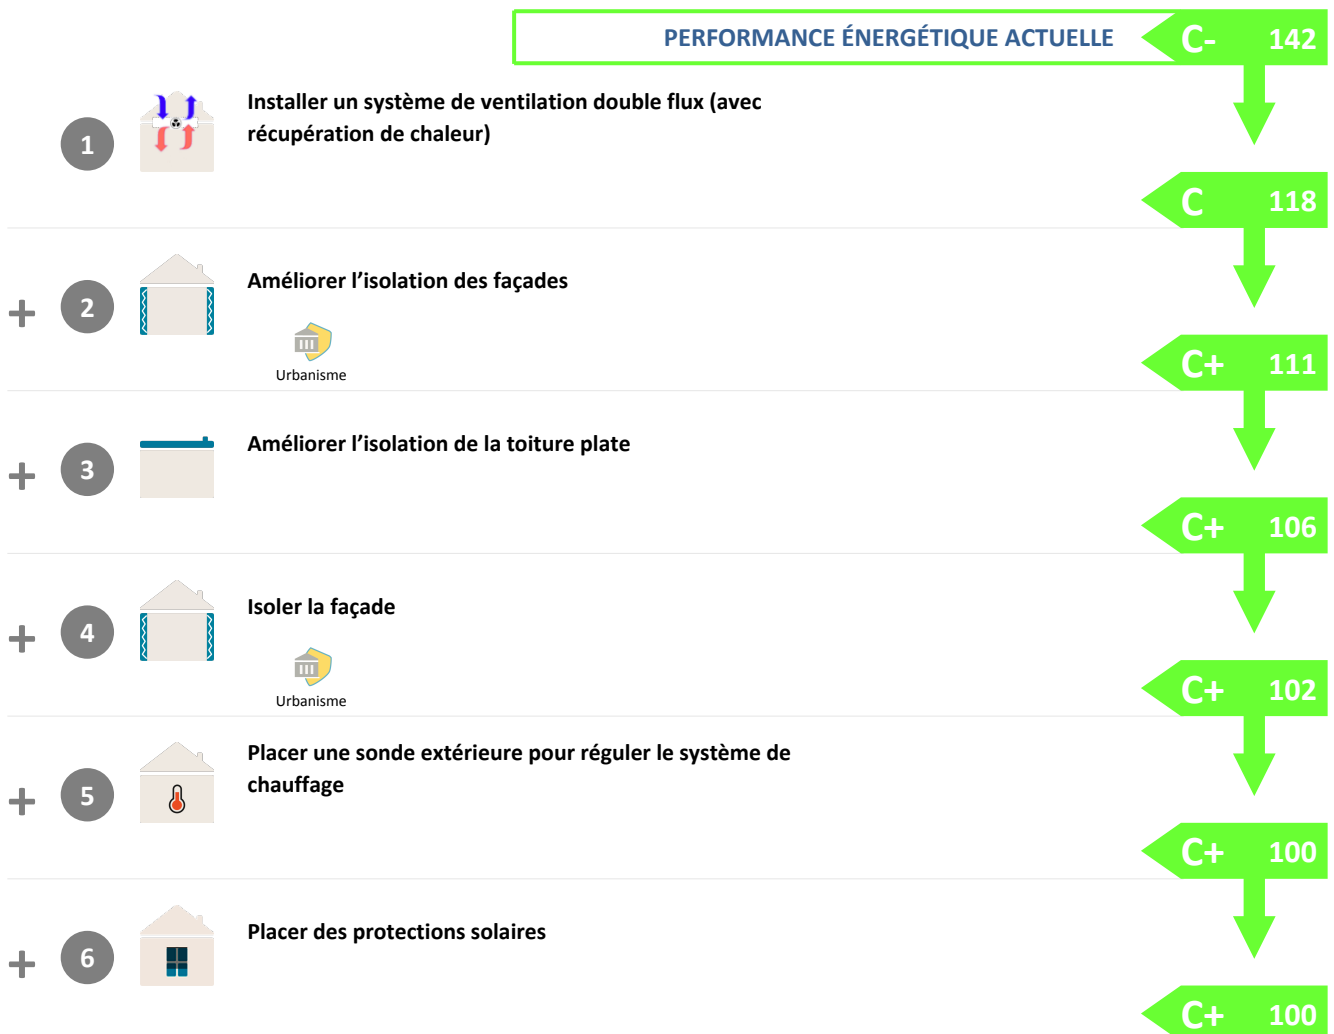 PERFORMANCE ÉNERGÉTIQUE ACTUELLE
C- 142
1
Installer un système de ventilation double flux (avec
récupération de chaleur)
C 118
+ 2
Améliorer l’isolation des façades
Urbanisme
C+ 111
+ 3
Améliorer l’isolation de la toiture plate
C+ 106
+ 4
Isoler la façade
Urbanisme
C+ 102
+ 5
Placer une sonde extérieure pour réguler le système de
chauffage
C+ 100
+ 6
Placer des protections solaires
C+ 100